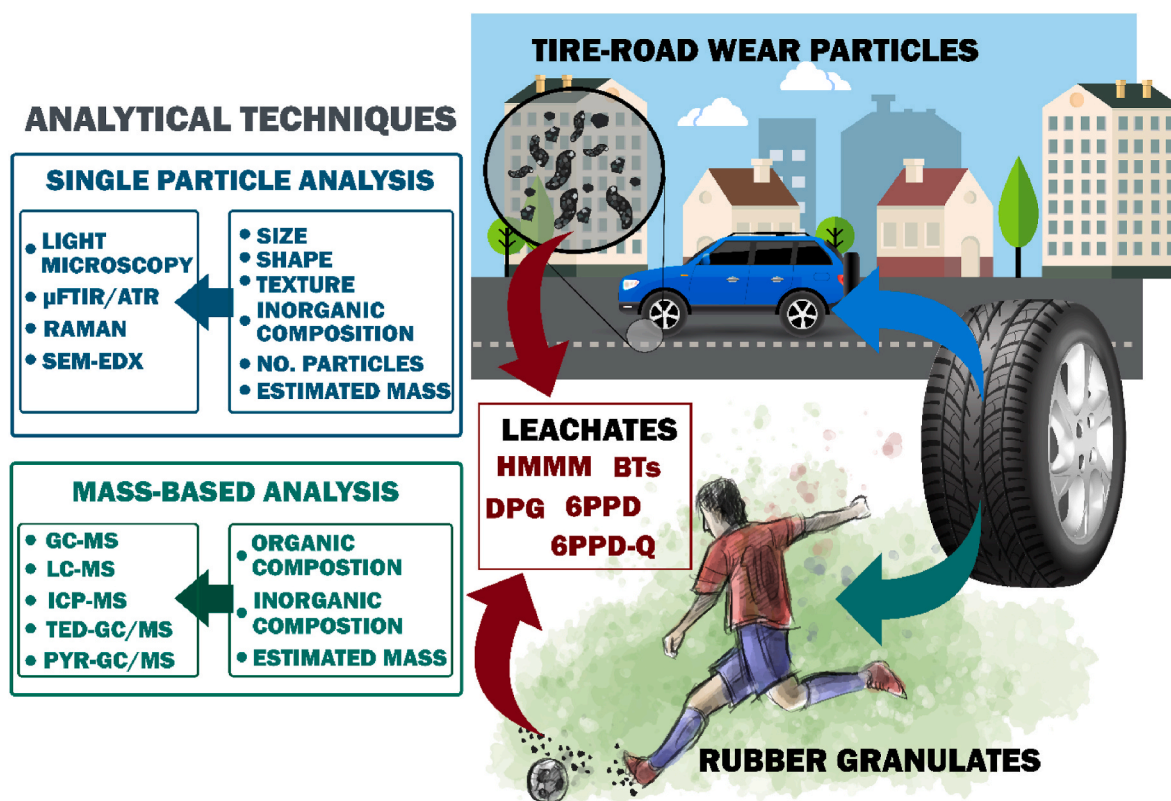 TIRE-ROAD WEAR PARTICLES
ANALYTICAL TECHNIQUES
SINGLE PARTICLE ANALYSIS
• LIGHT
MICROSCOPY
• µFTIR/ATR
• RAMAN
• SEM-EDX
• SIZE
• SHAPE
• TEXTURE
• INORGANIC
COMPOSITION
• NO. PARTICLES
• ESTIMATED MASS
MASS-BASED ANALYSIS
• GC-MS
• LC-MS
• ICP-MS
• TED-GC/MS
• PYR-GC/MS
• ORGANIC
COMPOSTION
• INORGANIC
COMPOSTION
• ESTIMATED MASS
LEACHATES
HMMM BTs
DPG 6PPD
6PPD-Q
RUBBER GRANULATES